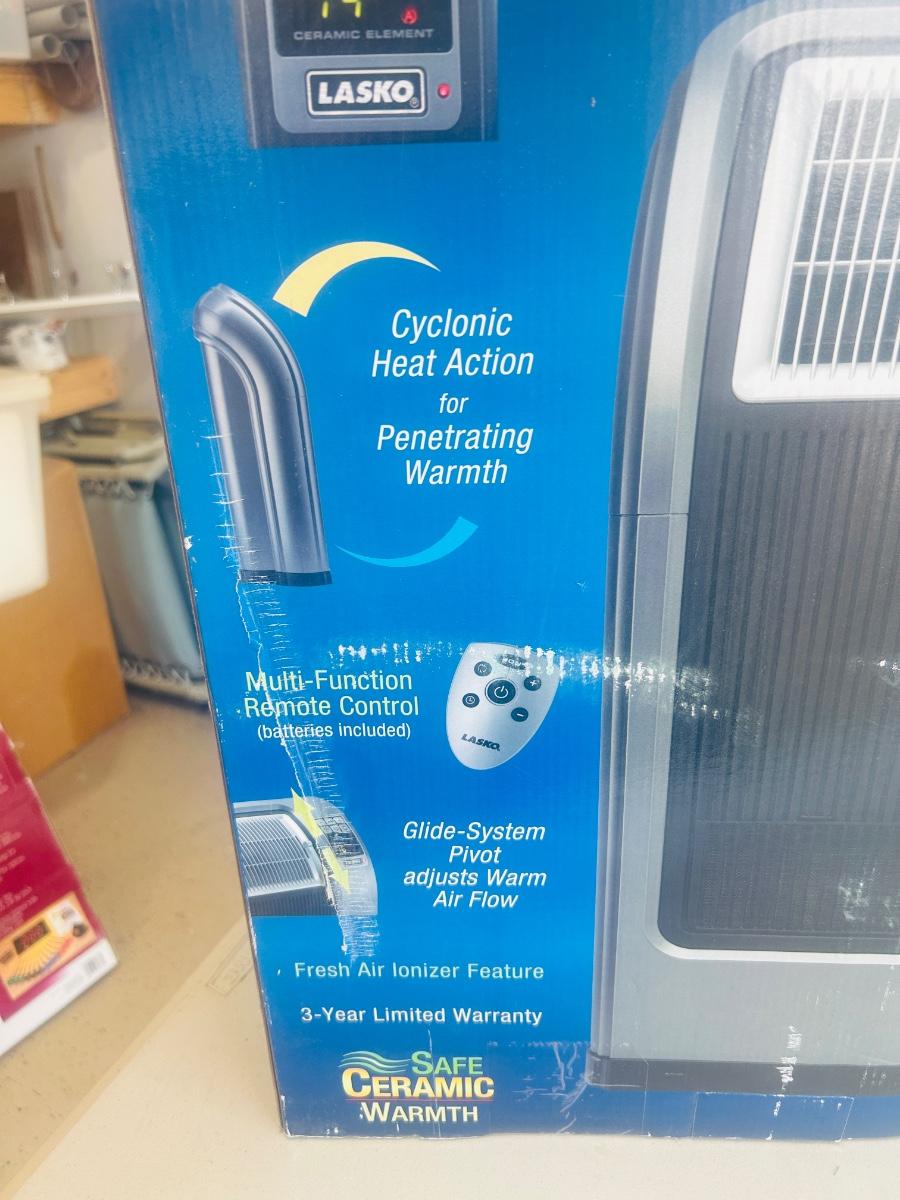 CERAMIC ELEMENT
LASKO®
Cyclonic
Heat Action
for
Penetrating
Warmth
Multi-Function
Remote Control
(batteries included)
LASKO
Glide-System
Pivot
adjusts Warm
Air Flow
Fresh Air Ionizer Feature
3-Year Limited Warranty
SAFE
CERAMIC
WARMTH